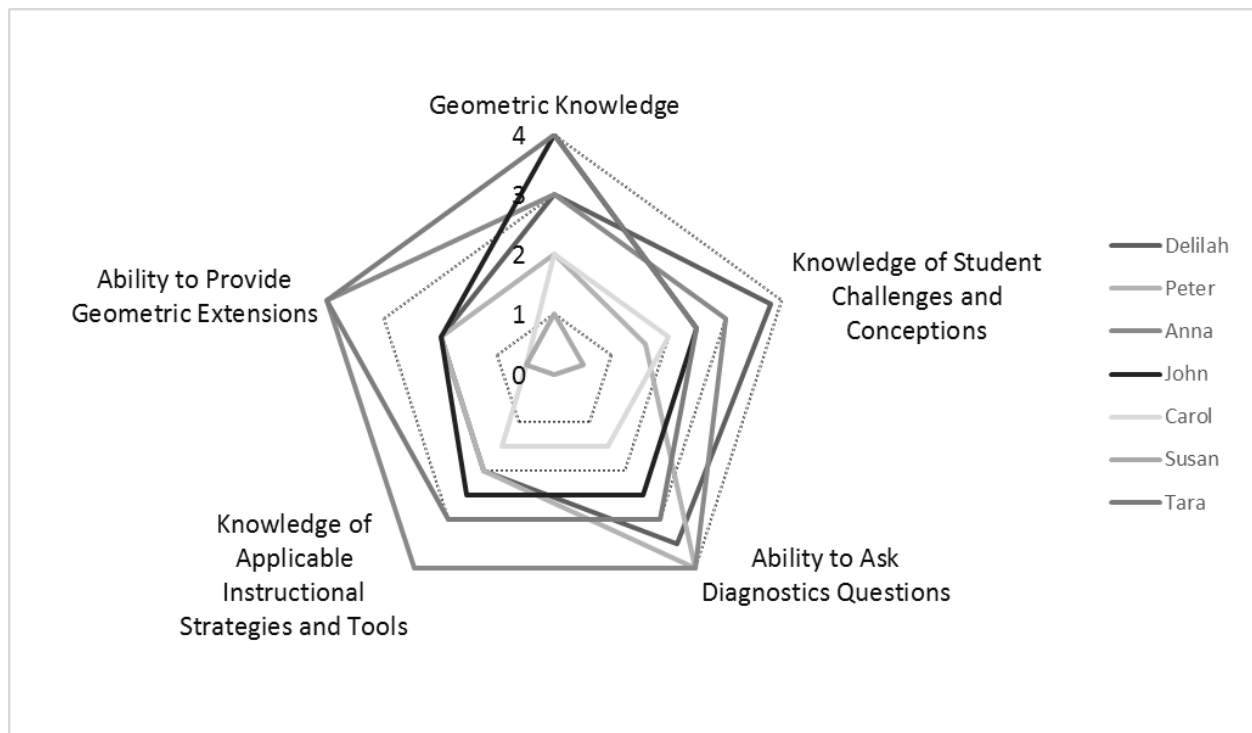 Geometric Knowledge
4
3
2
1
0
Knowledge of Student
Challenges and
Conceptions
Ability to Ask
Diagnostics Questions
Knowledge of
Applicable
Instructional
Strategies and Tools
Ability to Provide
Geometric Extensions
Delilah
Peter
Anna
John
Carol
Susan
Tara